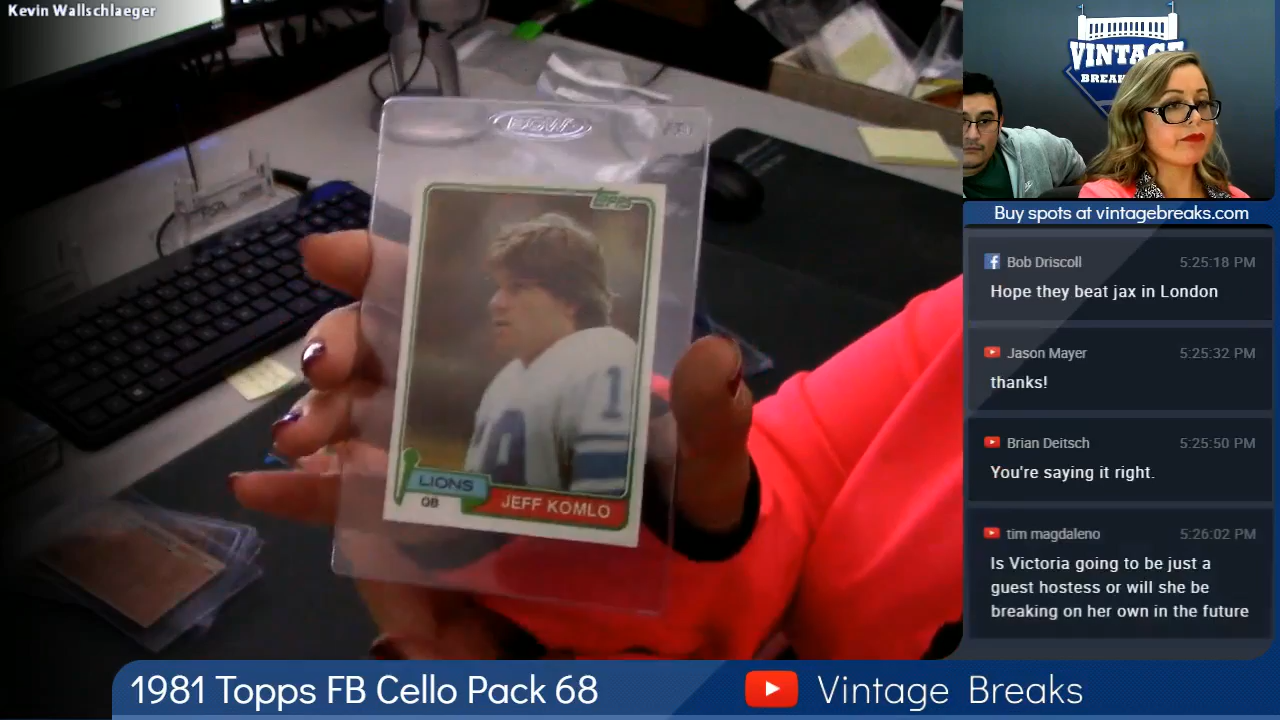 Kevin Wallschlaeger
BCW
Topps
1
LIONS
QB
JEFF KOMLO
VINTAGE
BREAK
Buy spots at vintagebreaks.com
Bob Driscoll 5:25:18 PM
Hope they beat jax in London
Jason Mayer 5:25:32 PM
thanks!
Brian Deitsch 5:25:50 PM
You're saying it right.
tim magdaleno 5:26:02 PM
Is Victoria going to be just a
guest hostess or will she be
breaking on her own in the future
1981 Topps FB Cello Pack 68
Vintage Breaks